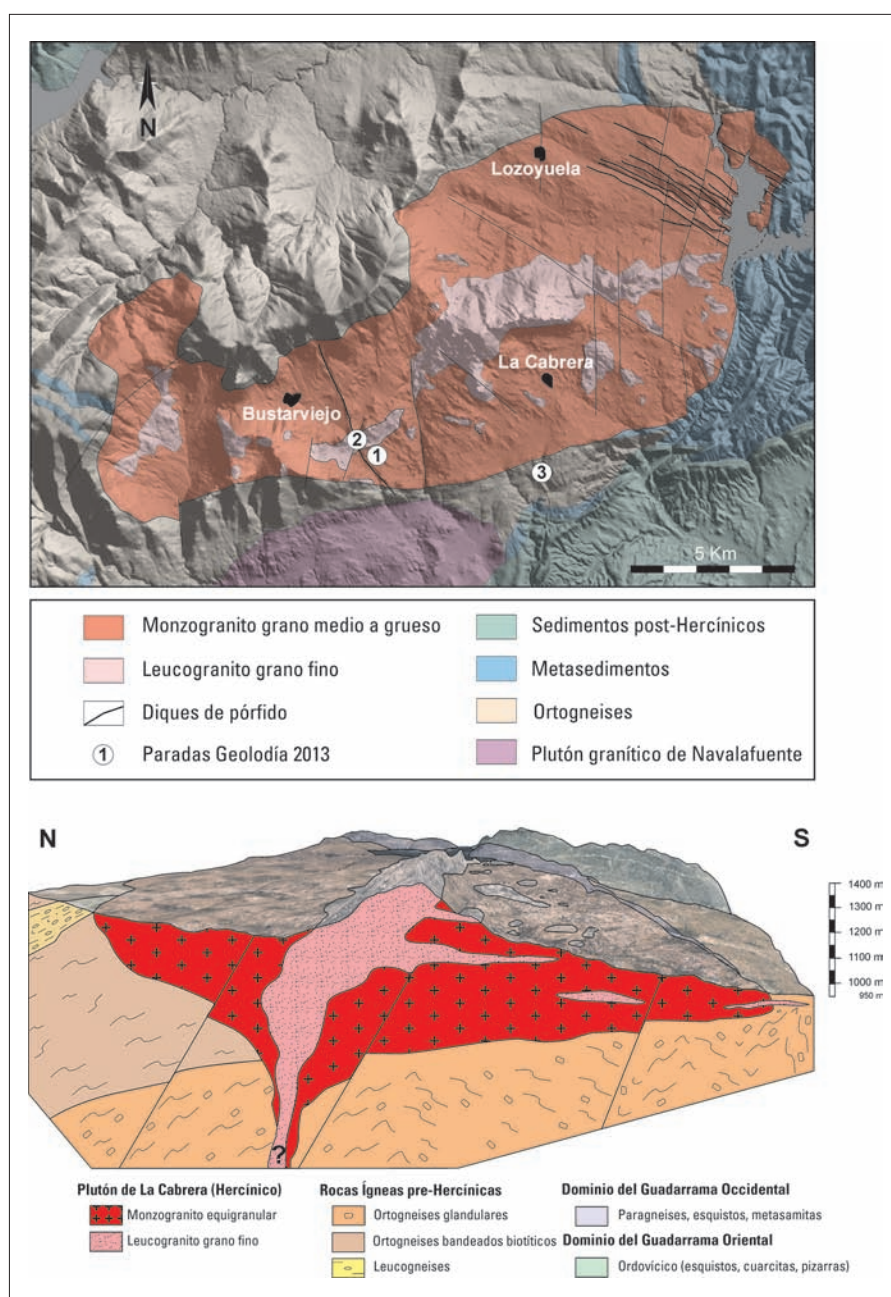 N
Lozoyuela
La Cabrera
Bustarviejo
2
1
3
5 Km
Monzogranito grano medio a grueso
Leucogranito grano fino
Diques de pórfido
1 Paradas Geolodía 2013
Sedimentos post-Hercínicos
Metasedimentos
Ortogneises
Plutón granítico de Navalafuente
N
S
1400 m
1300 m
1200 m
1100 m
1000 m
950 m
?
Plutón de La Cabrera (Hercínico)
Monzogranito equigranular
Leucogranito grano fino
Rocas Ígneas pre-Hercínicas
Ortogneises glandulares
Ortogneises bandeados biotíticos
Leucogneises
Dominio del Guadarrama Occidental
Paragneises, esquistos, metasamitas
Dominio del Guadarrama Oriental
Ordovícico (esquistos, cuarcitas, pizarras)